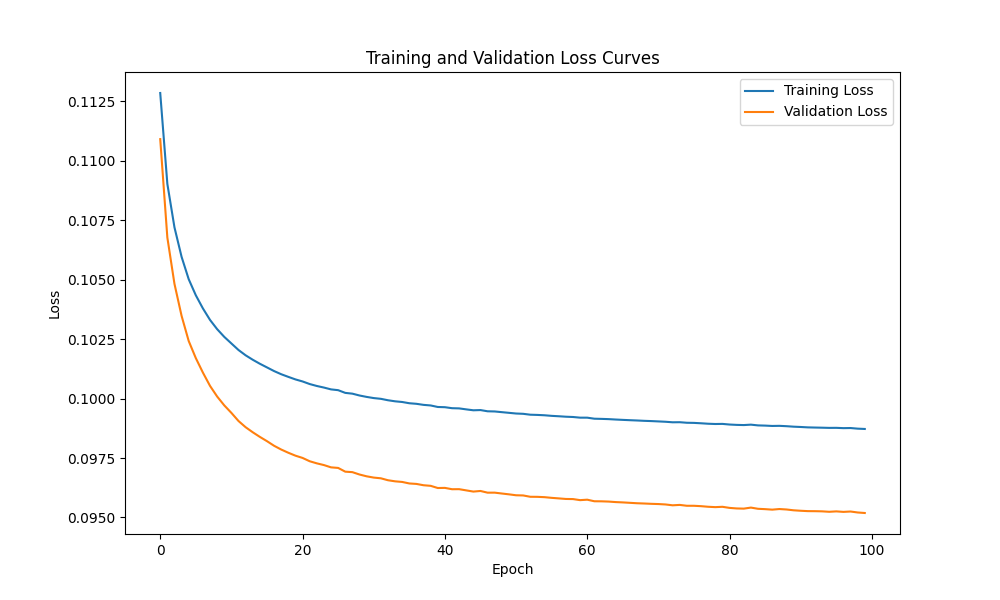 Training and Validation Loss Curves
Training Loss
Validation Loss
0.1125
0.1100
0.1075
0.1050
0.1025
0.1000
0.0975
0.0950
Loss
0 20 40 60 80 100
Epoch